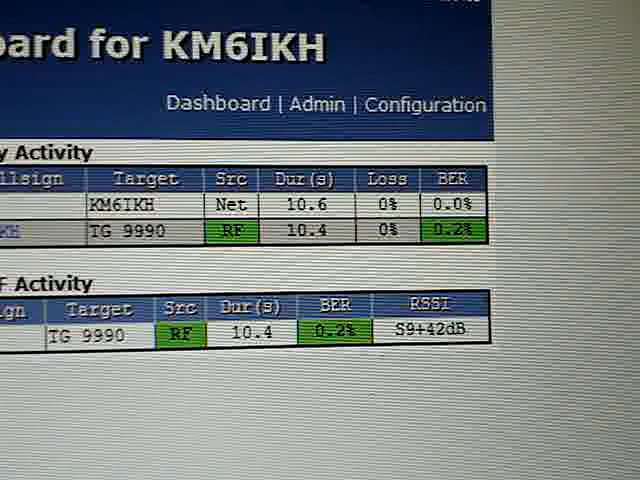 ard for KM6IKH
Dashboard | Admin | Configuration
y Activity
llsign Target Src Dur(s) Loss BER
KM6IKH Net 10.6 0% 0.0%
KH TG 9990 RF 10.4 0% 0.2%
F Activity
gn Target Src Dur(s) BER RSSI
TG 9990 RF 10.4 0.2% S9+42dB